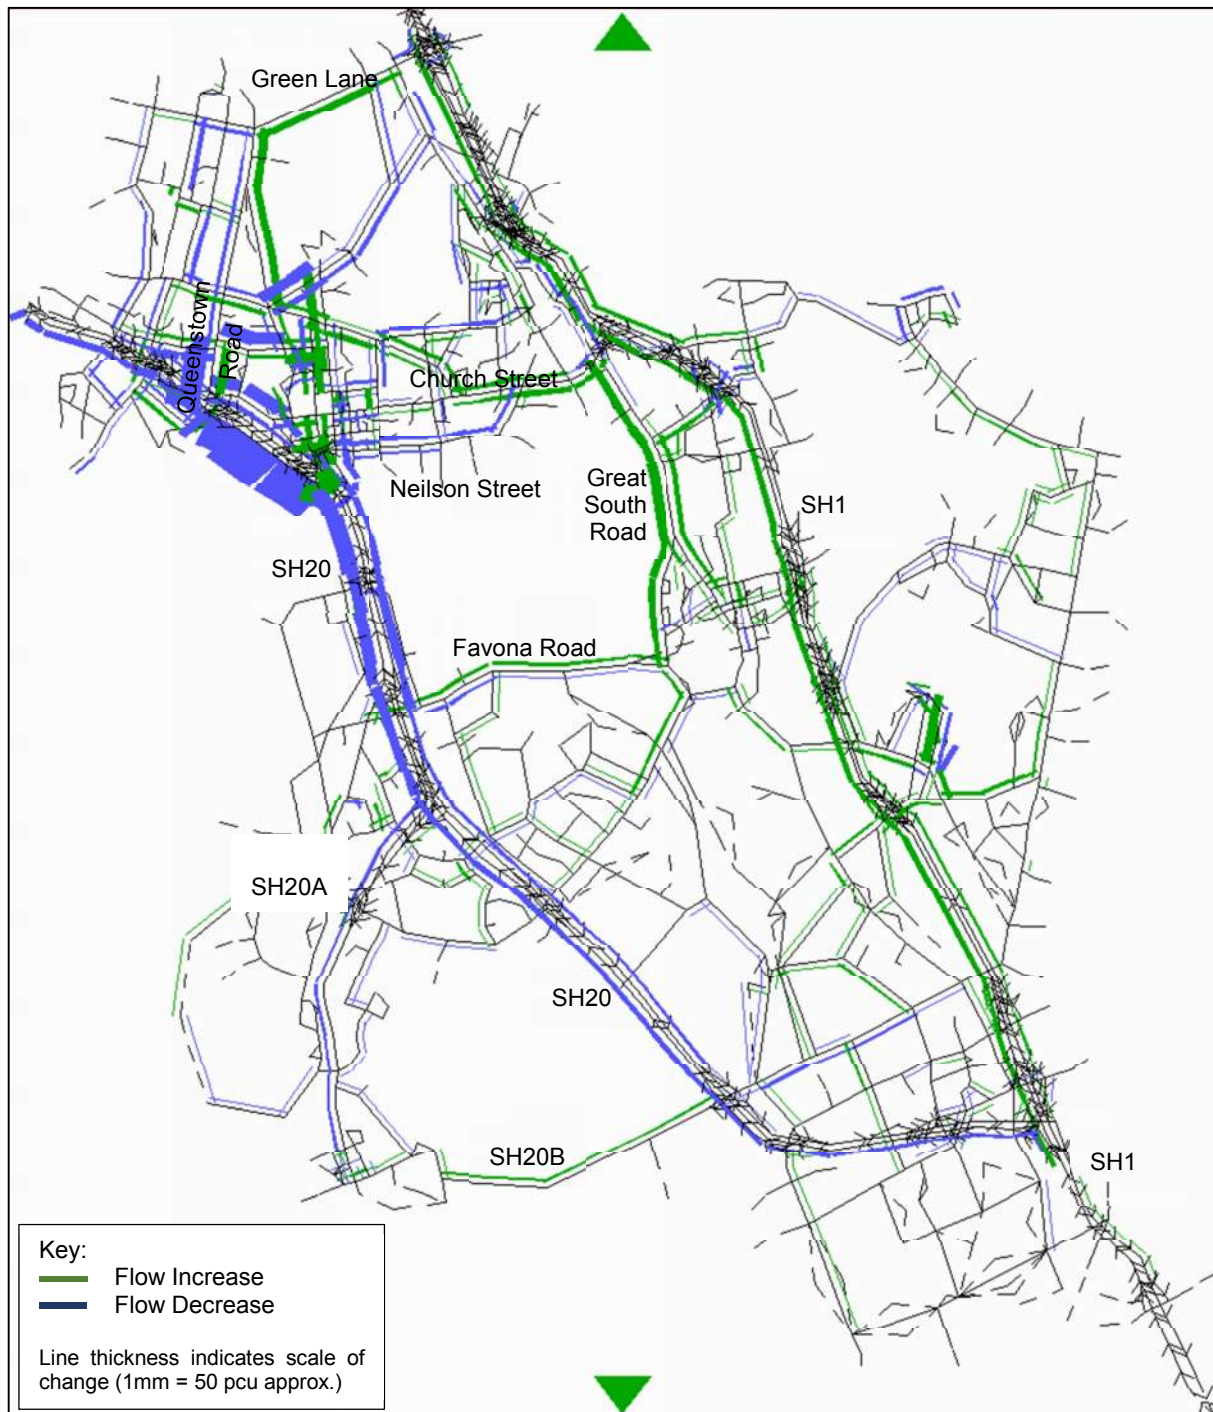 Green Lane
Queenstown
Road
Church Street
Neilson Street
Great
South
Road
SH1
SH20
Favona Road
SH20A
SH20
SH20B
SH1
Key:
Flow Increase
Flow Decrease
Line thickness indicates scale of
change (1mm = 50 pcu approx.)